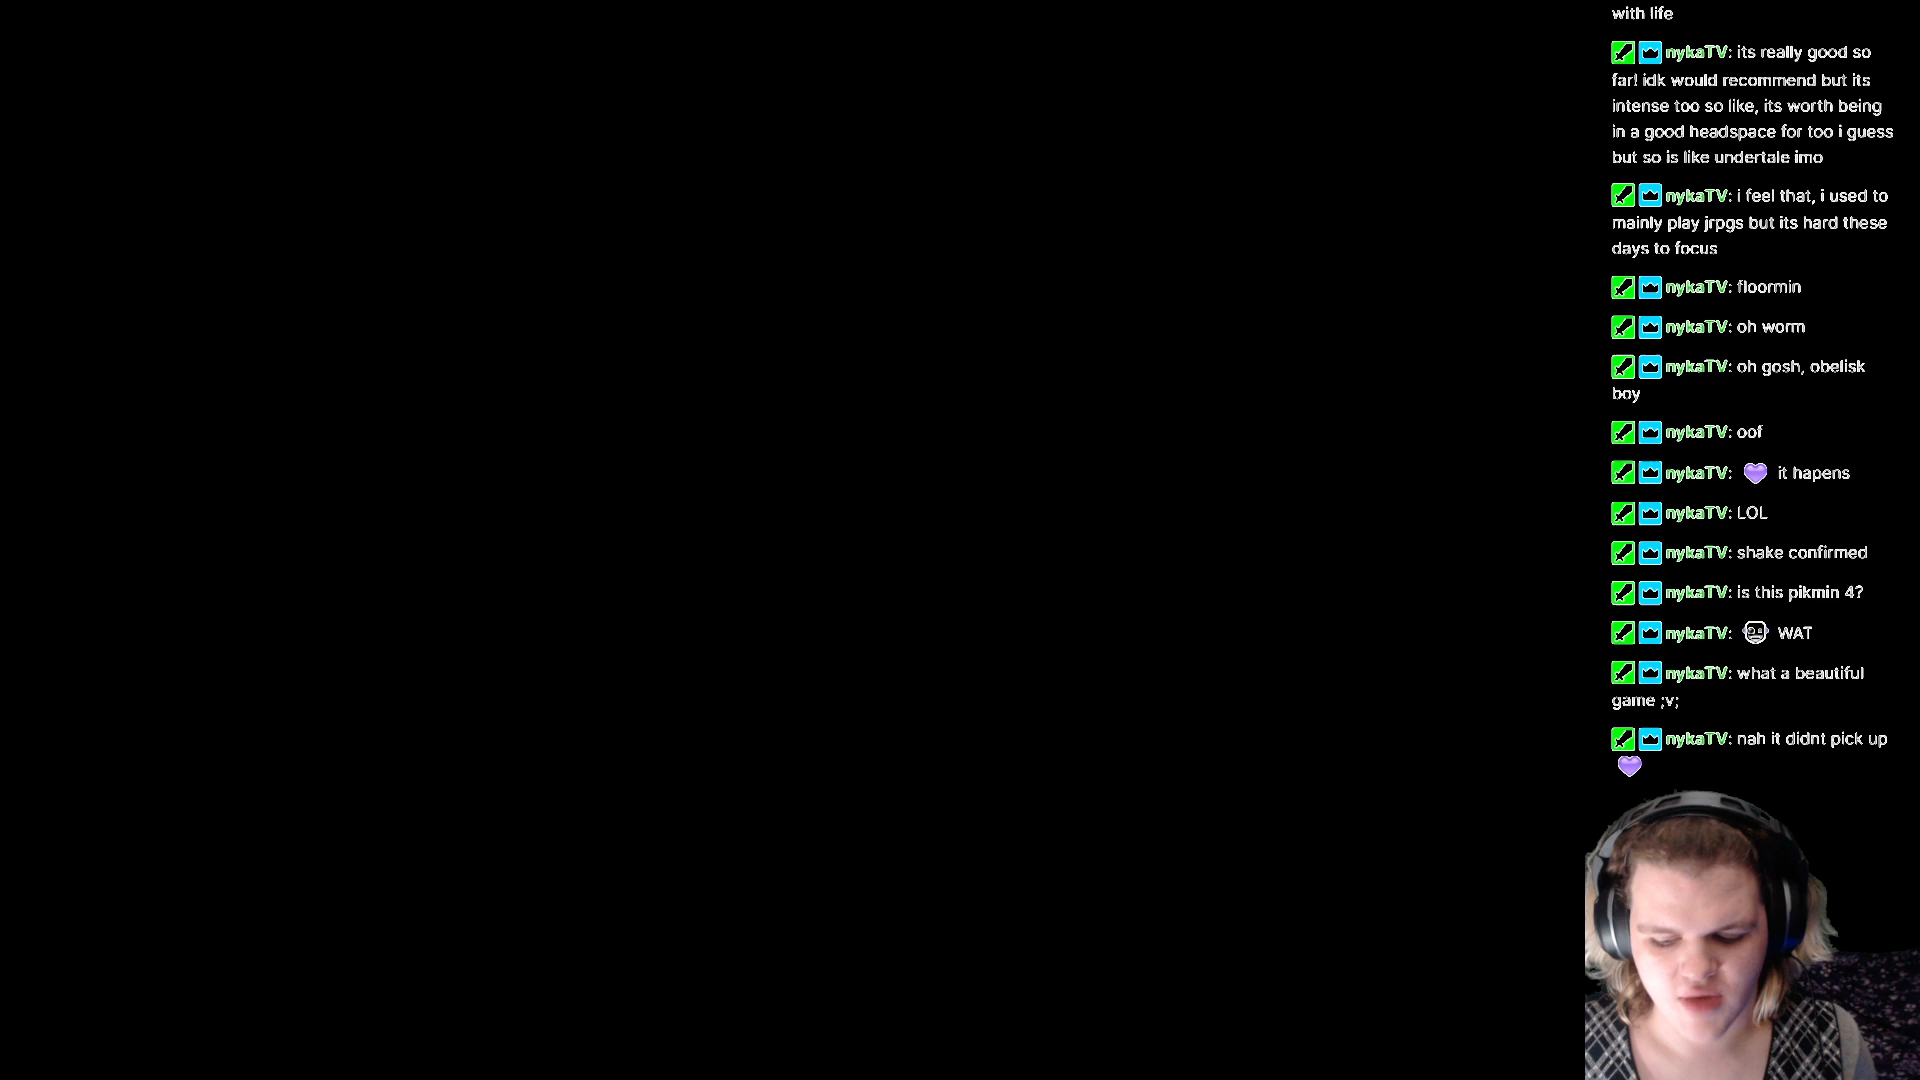 with life
nykaTV: its really good so
far! idk would recommend but its
intense too so like, its worth being
in a good headspace for too i guess
but so is like undertale imo
nykaTV: i feel that, i used to
mainly play jrpgs but its hard these
days to focus
nykaTV: floormin
nykaTV: oh worm
nykaTV: oh gosh, obelisk
boy
nykaTV: oof
nykaTV: 💜 it hapens
nykaTV: LOL
nykaTV: shake confirmed
nykaTV: is this pikmin 4?
nykaTV: WAT
nykaTV: what a beautiful
game ;v;
nykaTV: nah it didnt pick up
💜